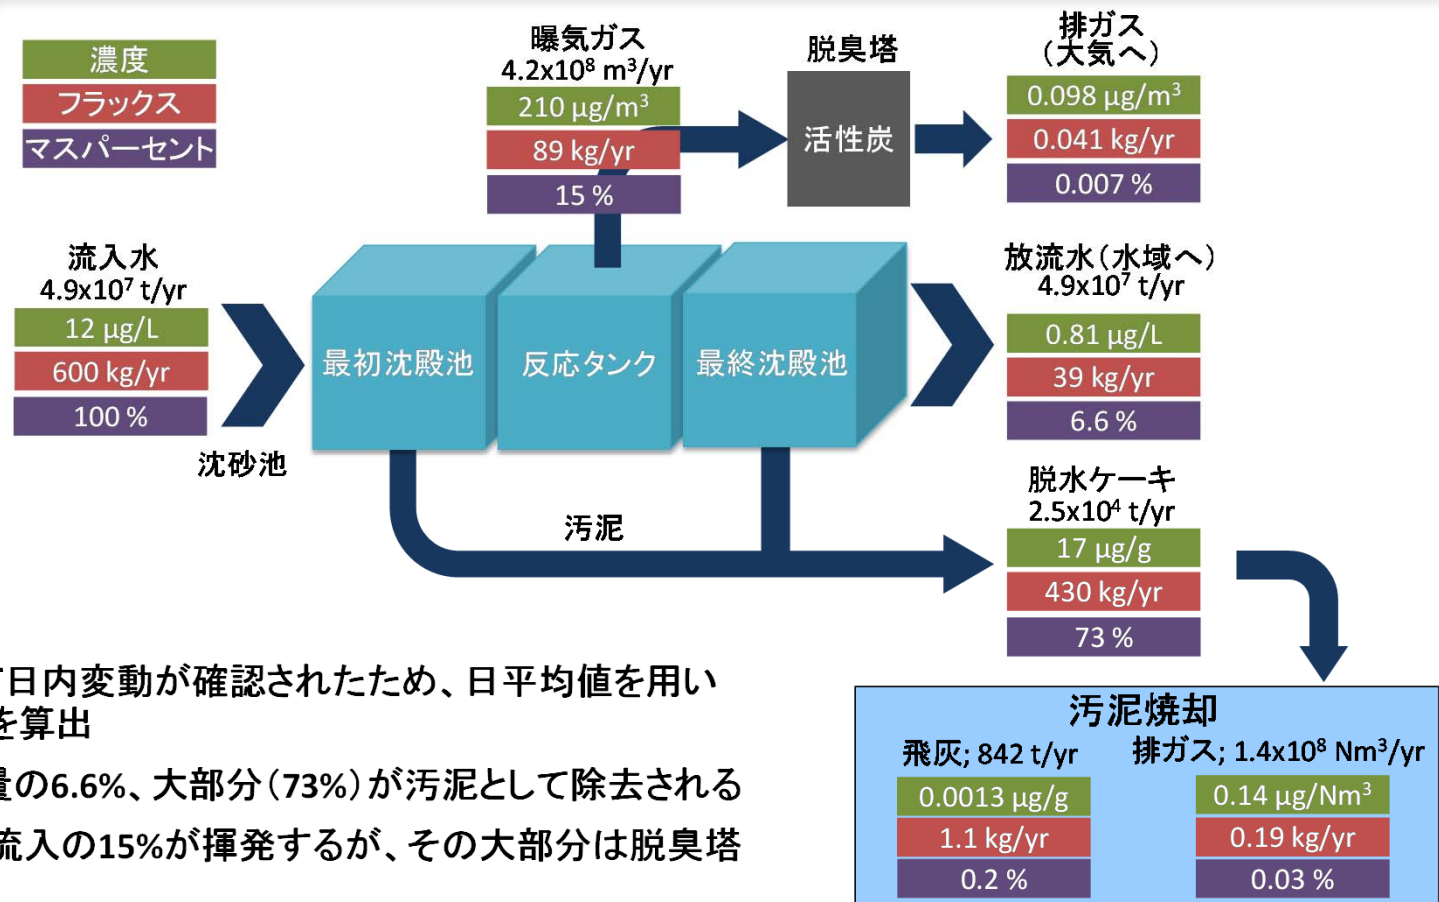 濃度
フラックス
マスパーセント
曝気ガス
4.2x10⁸ m³/yr
210 µg/m³
89 kg/yr
15 %
脱臭塔
活性炭
排ガス
(大気へ)
0.098 µg/m³
0.041 kg/yr
0.007 %
流入水
4.9x10⁷ t/yr
12 µg/L
600 kg/yr
100 %
沈砂池
最初沈殿池
反応タンク
最終沈殿池
放流水(水域へ)
4.9x10⁷ t/yr
0.81 µg/L
39 kg/yr
6.6 %
汚泥
脱水ケーキ
2.5x10⁴ t/yr
17 µg/g
430 kg/yr
73 %
日内変動が確認されたため、日平均値を用い
を算出
量の6.6%、大部分(73%)が汚泥として除去される
流入の15%が揮発するが、その大部分は脱臭塔
汚泥焼却
飛灰; 842 t/yr
0.0013 µg/g
1.1 kg/yr
0.2 %
排ガス; 1.4x10⁸ Nm³/yr
0.14 µg/Nm³
0.19 kg/yr
0.03 %